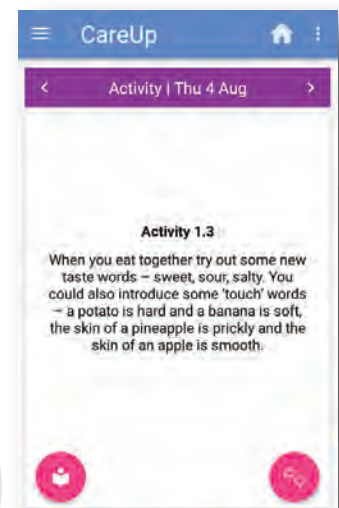 CareUp
Activity | Thu 4 Aug
Activity 1.3
When you eat together try out some new
taste words – sweet, sour, salty. You
could also introduce some 'touch' words
– a potato is hard and a banana is soft,
the skin of a pineapple is prickly and the
skin of an apple is smooth.